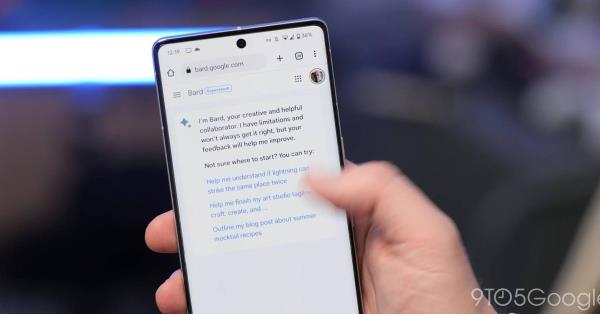 12:19
36%
bard.google.com
Bard Experiment
I'm Bard, your creative and helpful
collaborator. I have limitations and
won't always get it right, but your
feedback will help me improve.
Not sure where to start? You can try:
Help me understand if lightning can
strike the same place twice
Help me finish my art studio tagline:
craft, create, and ...
Outline my blog post about summer
mocktail recipes
9TO5Google